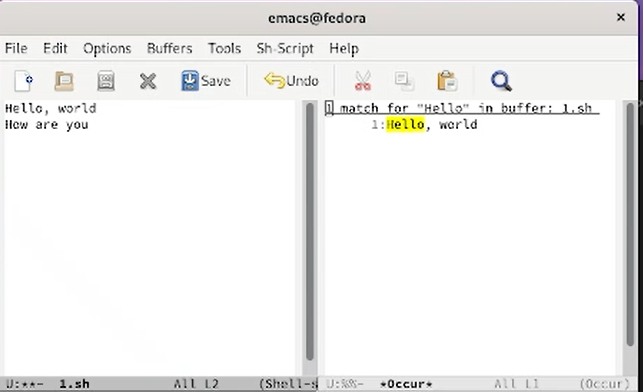 emacs@fedora
File Edit Options Buffers Tools Sh-Script Help
Save Undo
Hello, world
How are you
1 match for "Hello" in buffer: 1.sh
1:Hello, world
U:**- 1.sh All L2 (Shell-s
U:%%- *Occur* All L1 (Occur)